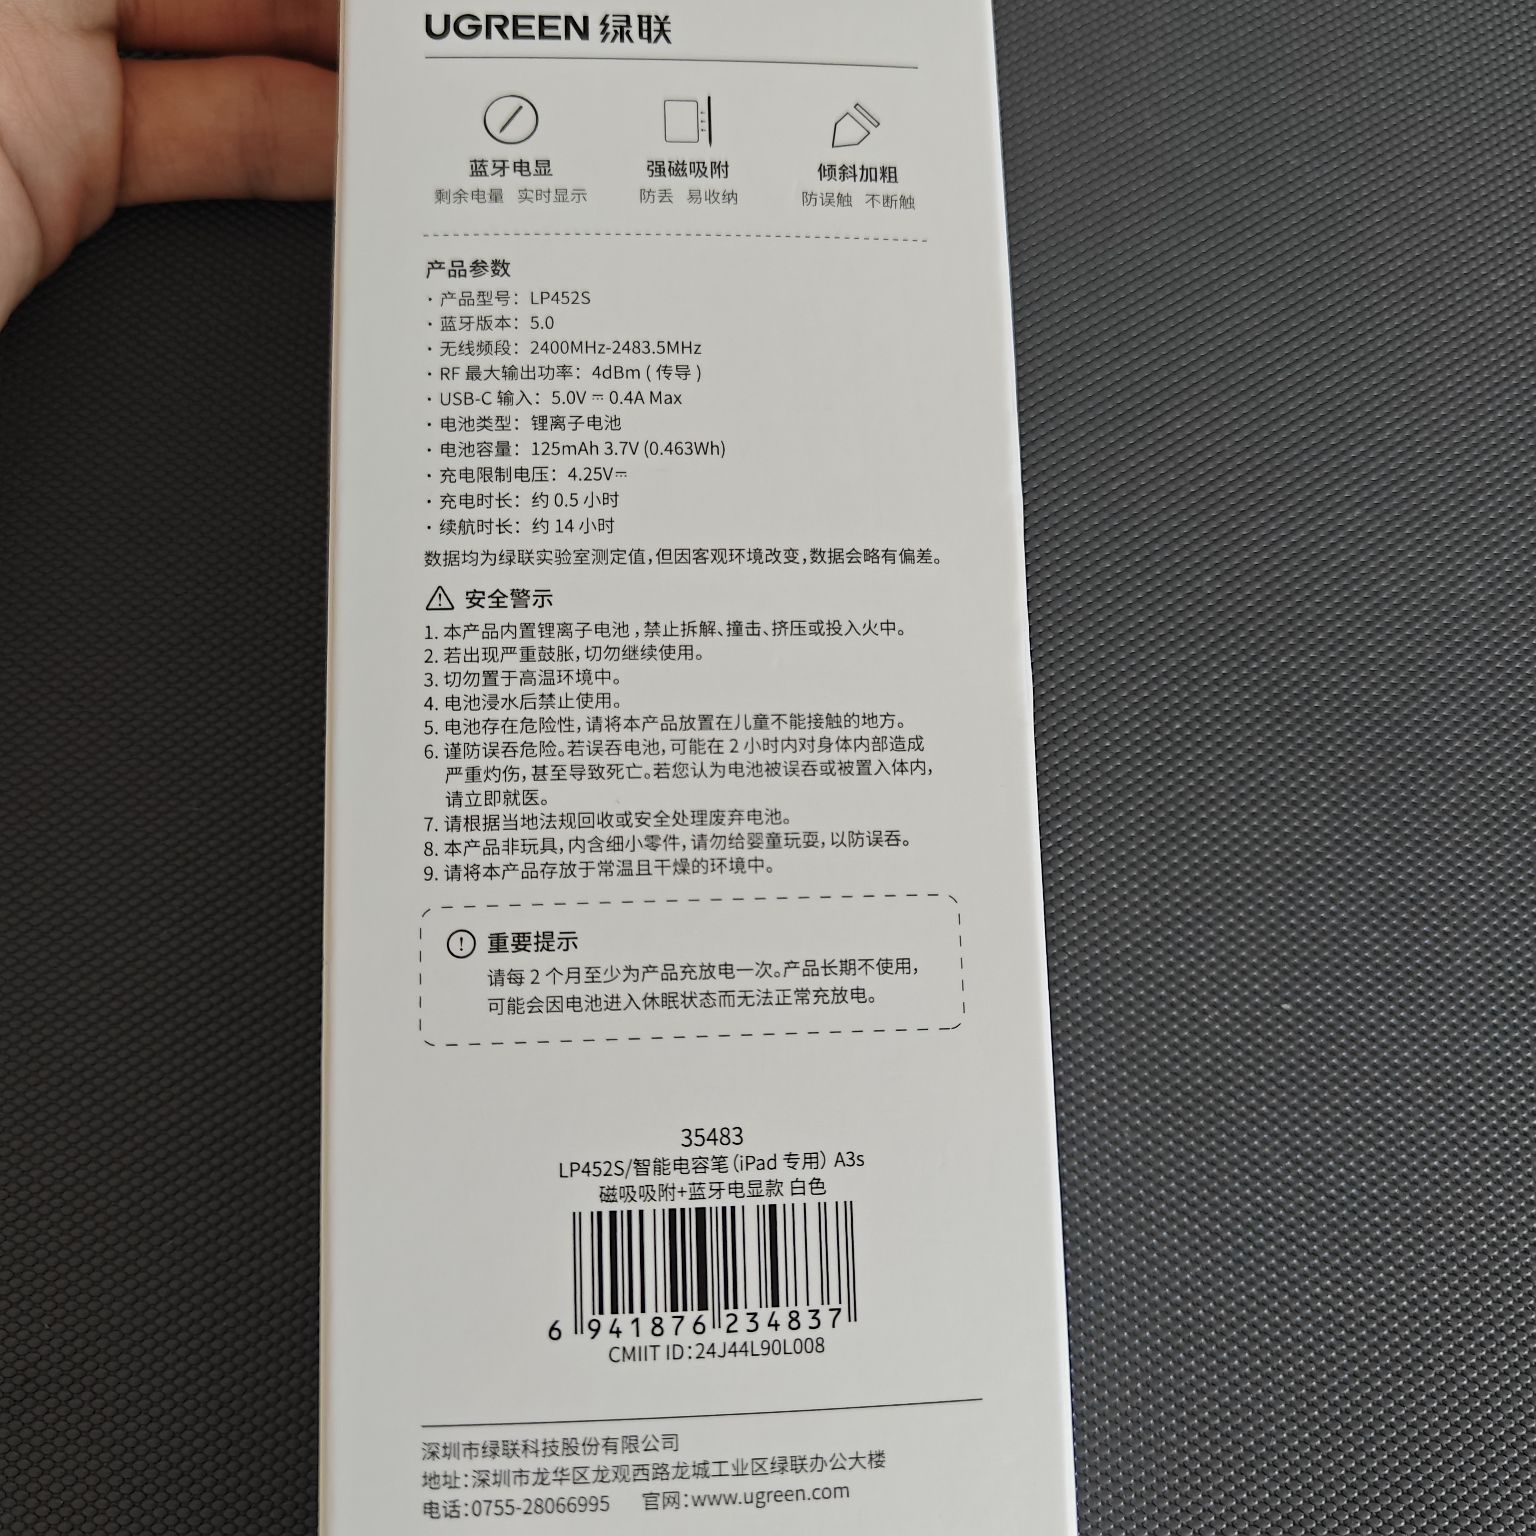 UGREEN 绿联
蓝牙电显 强磁吸附 倾斜加粗
剩余电量 实时显示 防丢 易收纳 防误触 不断触
产品参数
· 产品型号：LP452S
· 蓝牙版本：5.0
· 无线频段：2400MHz-2483.5MHz
· RF 最大输出功率：4dBm ( 传导 )
· USB-C 输入：5.0V ⎓ 0.4A Max
· 电池类型：锂离子电池
· 电池容量：125mAh 3.7V (0.463Wh)
· 充电限制电压：4.25V⎓
· 充电时长：约 0.5 小时
· 续航时长：约 14 小时
数据均为绿联实验室测定值，但因客观环境改变，数据会略有偏差。
安全警示
1. 本产品内置锂离子电池，禁止拆解、撞击、挤压或投入火中。
2. 若出现严重鼓胀，切勿继续使用。
3. 切勿置于高温环境中。
4. 电池浸水后禁止使用。
5. 电池存在危险性，请将本产品放置在儿童不能接触的地方。
6. 谨防误吞危险。若误吞电池，可能在 2 小时内对身体内部造成
严重灼伤，甚至导致死亡。若您认为电池被误吞或被置入体内，
请立即就医。
7. 请根据当地法规回收或安全处理废弃电池。
8. 本产品非玩具，内含细小零件，请勿给婴童玩耍，以防误吞。
9. 请将本产品存放于常温且干燥的环境中。
重要提示
请每 2 个月至少为产品充放电一次。产品长期不使用，
可能会因电池进入休眠状态而无法正常充放电。
35483
LP452S/智能电容笔（iPad 专用）A3s
磁吸吸附+蓝牙电显款 白色
6 941876 234837
CMIIT ID：24J44L90L008
深圳市绿联科技股份有限公司
地址：深圳市龙华区龙观西路龙城工业区绿联办公大楼
电话：0755-28066995 官网：www.ugreen.com